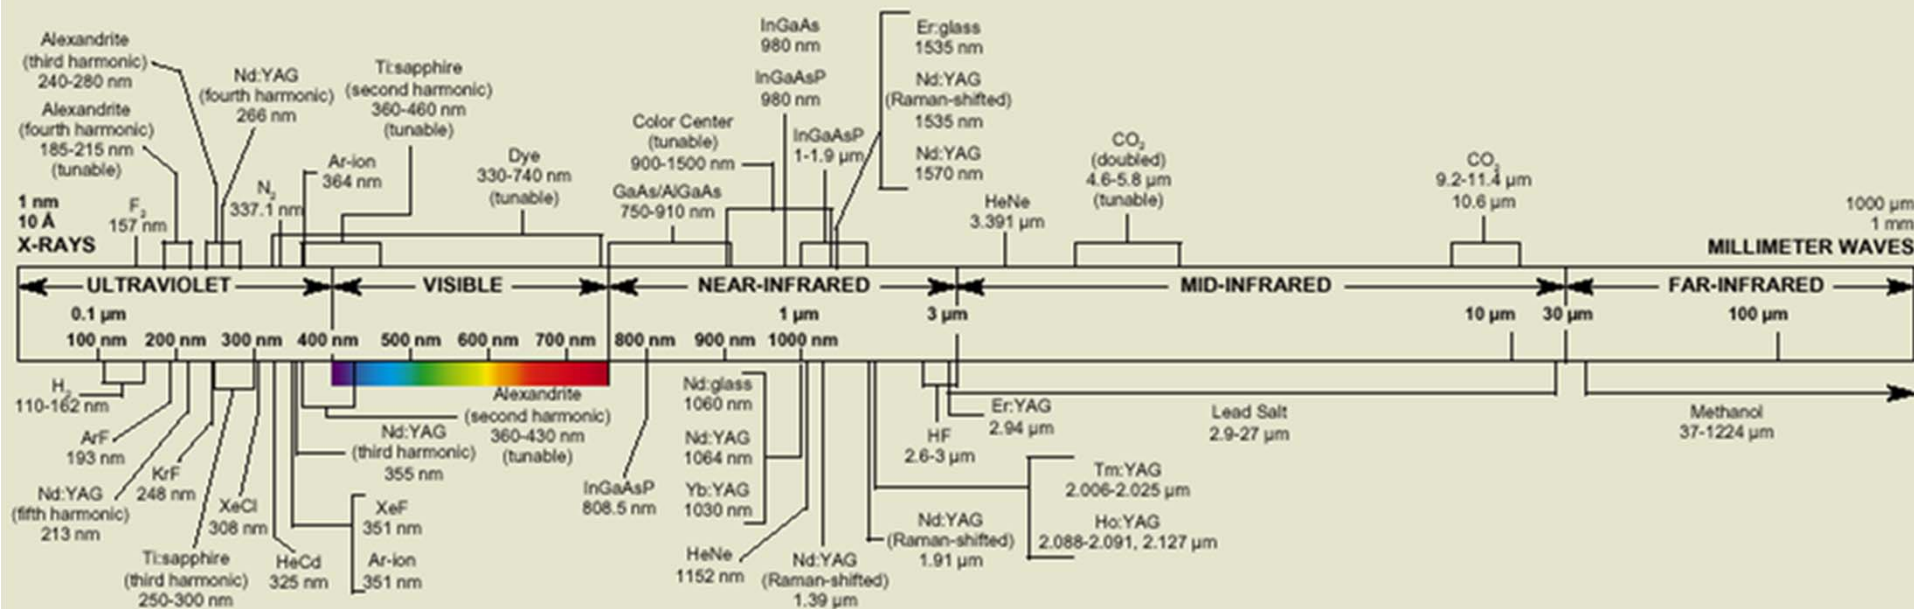 Alexandrite
(third harmonic)
240-280 nm
Alexandrite
(fourth harmonic)
185-215 nm
(tunable)
Nd:YAG
(fourth harmonic)
266 nm
Ti:sapphire
(second harmonic)
360-460 nm
(tunable)
Ar-ion
364 nm
N₂
337.1 nm
F₂
157 nm
Dye
330-740 nm
(tunable)
Color Center
(tunable)
900-1500 nm
GaAs/AlGaAs
750-910 nm
InGaAs
980 nm
InGaAsP
980 nm
InGaAsP
1-1.9 µm
Er:glass
1535 nm
Nd:YAG
(Raman-shifted)
1535 nm
Nd:YAG
1570 nm
HeNe
3.391 µm
CO₂
(doubled)
4.6-5.8 µm
(tunable)
CO₂
9.2-11.4 µm
10.6 µm
1 nm
10 Å
X-RAYS
1000 µm
1 mm
MILLIMETER WAVES
ULTRAVIOLET
VISIBLE
NEAR-INFRARED
MID-INFRARED
FAR-INFRARED
0.1 µm
1 µm
3 µm
10 µm
30 µm
100 µm
100 nm
200 nm
300 nm
400 nm
500 nm
600 nm
700 nm
800 nm
900 nm
1000 nm
H₂
110-162 nm
ArF
193 nm
Nd:YAG
(fifth harmonic)
213 nm
KrF
248 nm
Ti:sapphire
(third harmonic)
250-300 nm
XeCl
308 nm
HeCd
325 nm
XeF
351 nm
Ar-ion
351 nm
Nd:YAG
(third harmonic)
355 nm
Alexandrite
(second harmonic)
360-430 nm
(tunable)
InGaAsP
808.5 nm
Nd:glass
1060 nm
Nd:YAG
1064 nm
Yb:YAG
1030 nm
HeNe
1152 nm
Nd:YAG
(Raman-shifted)
1.39 µm
Nd:YAG
(Raman-shifted)
1.91 µm
HF
2.6-3 µm
Er:YAG
2.94 µm
Tm:YAG
2.006-2.025 µm
Ho:YAG
2.088-2.091, 2.127 µm
Lead Salt
2.9-27 µm
Methanol
37-1224 µm